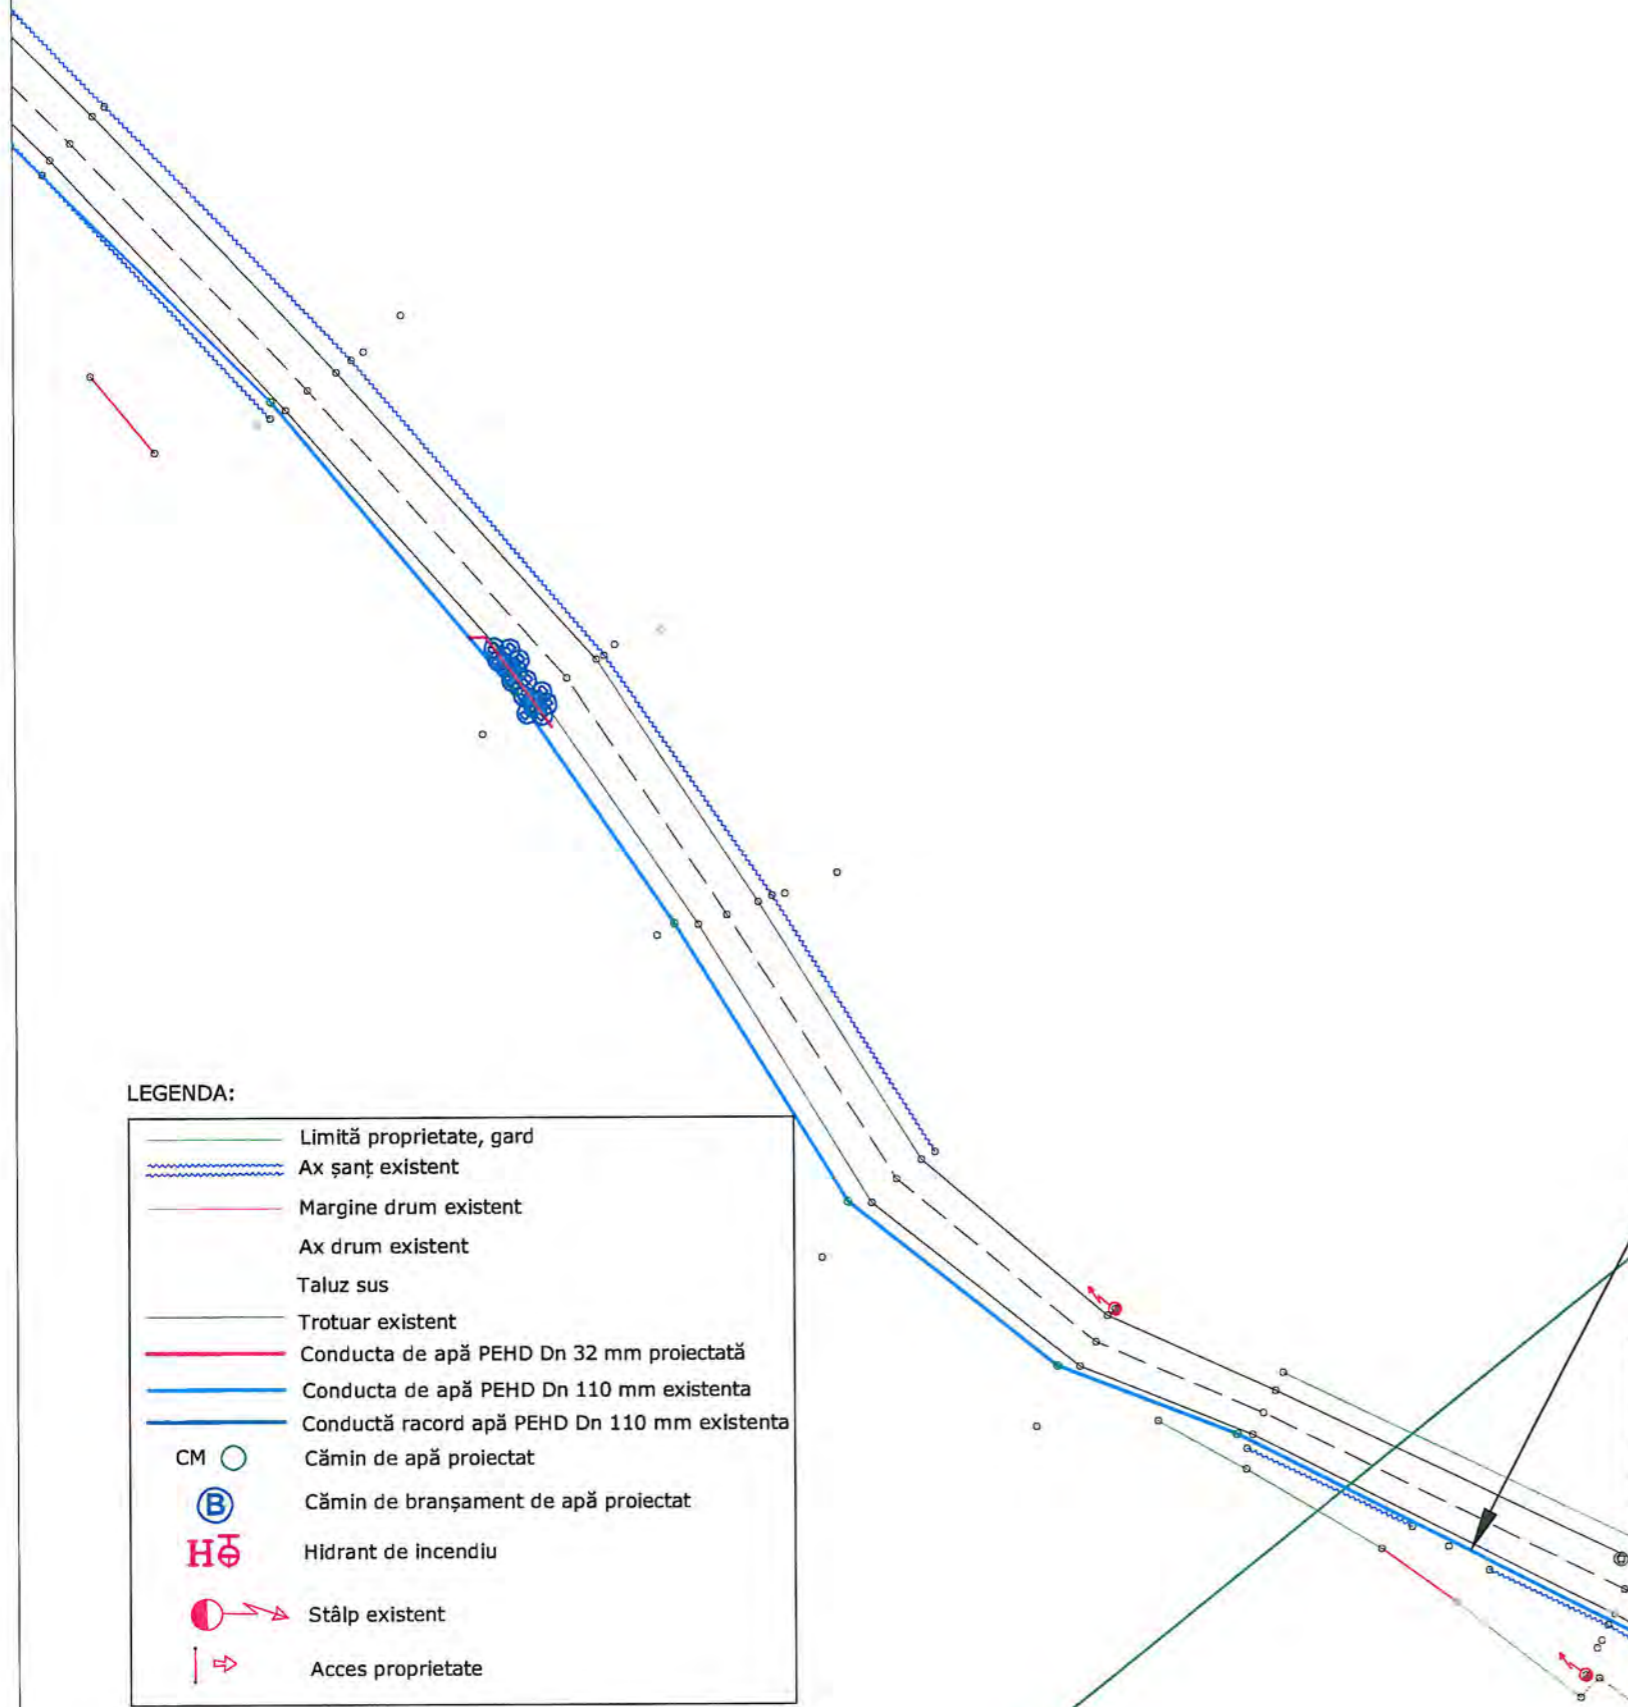 LEGENDA:
Limită proprietate, gard
Ax șanț existent
Margine drum existent
Ax drum existent
Taluz sus
Trotuar existent
Conducta de apă PEHD Dn 32 mm proiectată
Conducta de apă PEHD Dn 110 mm existenta
Conductă racord apă PEHD Dn 110 mm existenta
CM Cămin de apă proiectat
B Cămin de branșament de apă proiectat
H Hidrant de incendiu
Stâlp existent
Acces proprietate